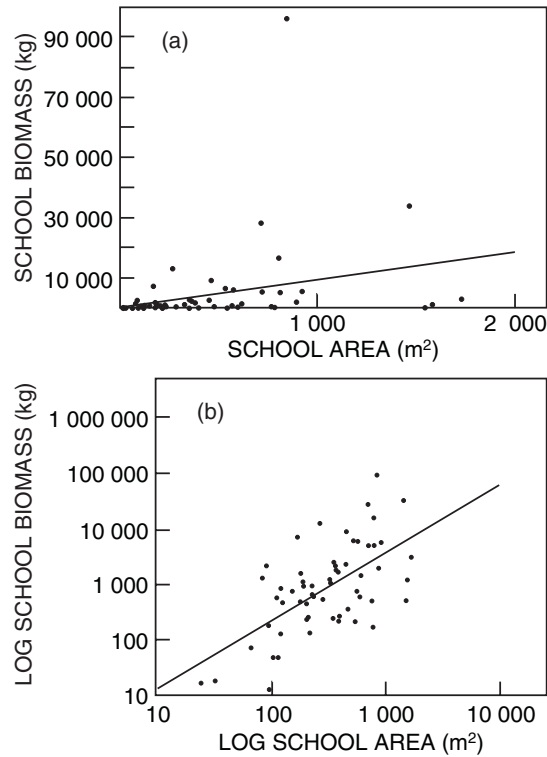 (a)
SCHOOL BIOMASS (kg)
90 000
70 000
50 000
30 000
10 000
1 000
2 000
SCHOOL AREA (m²)
(b)
LOG SCHOOL BIOMASS (kg)
1 000 000
100 000
10 000
1 000
100
10
10
100
1 000
10 000
LOG SCHOOL AREA (m²)